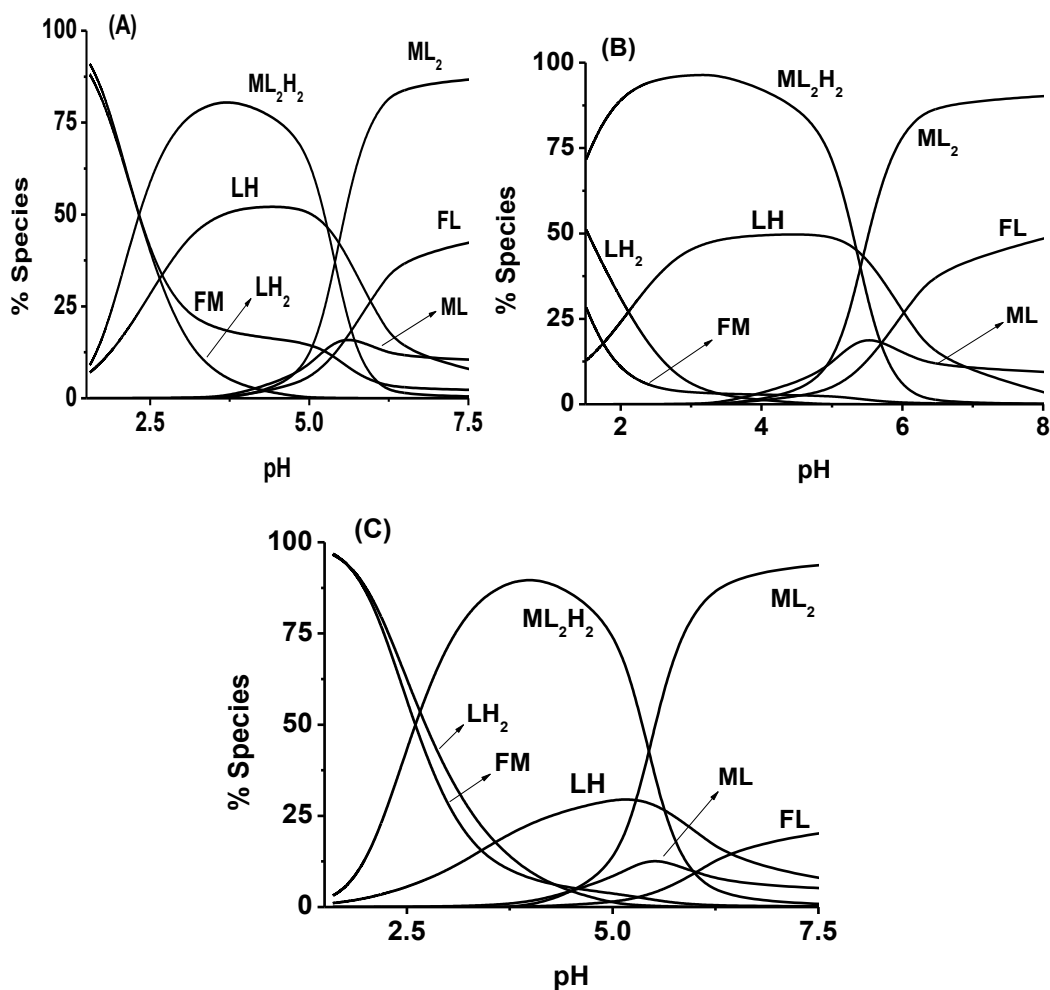 (A)
100
75
50
25
0
% Species
ML₂H₂
LH
FM
LH₂
ML₂
FL
ML
2.5
5.0
7.5
pH
(B)
100
75
50
25
0
% Species
ML₂H₂
ML₂
LH₂
LH
FL
FM
ML
2
4
6
8
pH
(C)
100
75
50
25
0
% Species
ML₂H₂
ML₂
LH₂
FM
LH
ML
FL
2.5
5.0
7.5
pH